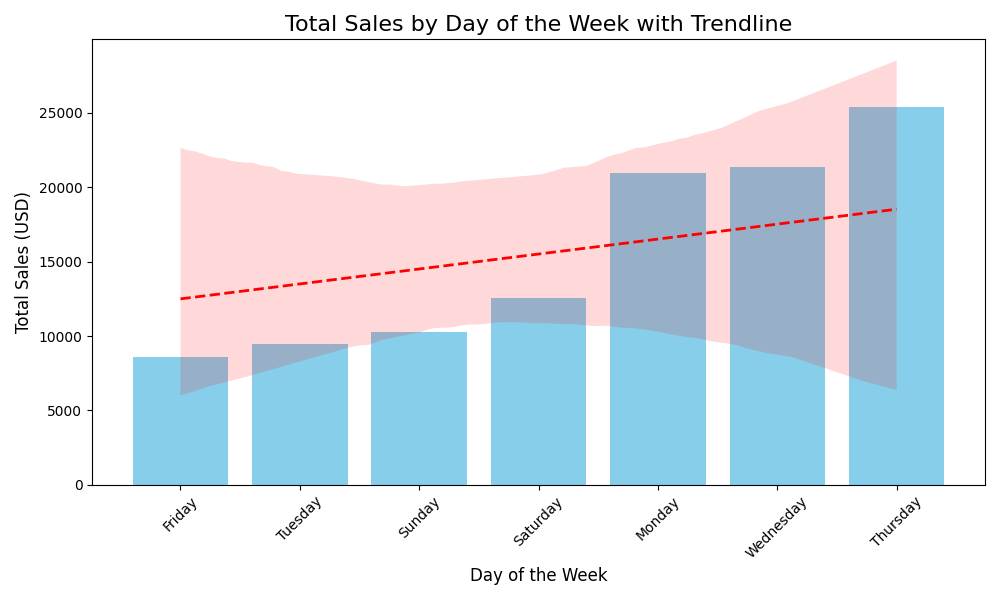 Total Sales by Day of the Week with Trendline
Total Sales (USD)
25000
20000
15000
10000
5000
0
Friday
Tuesday
Sunday
Saturday
Monday
Wednesday
Thursday
Day of the Week